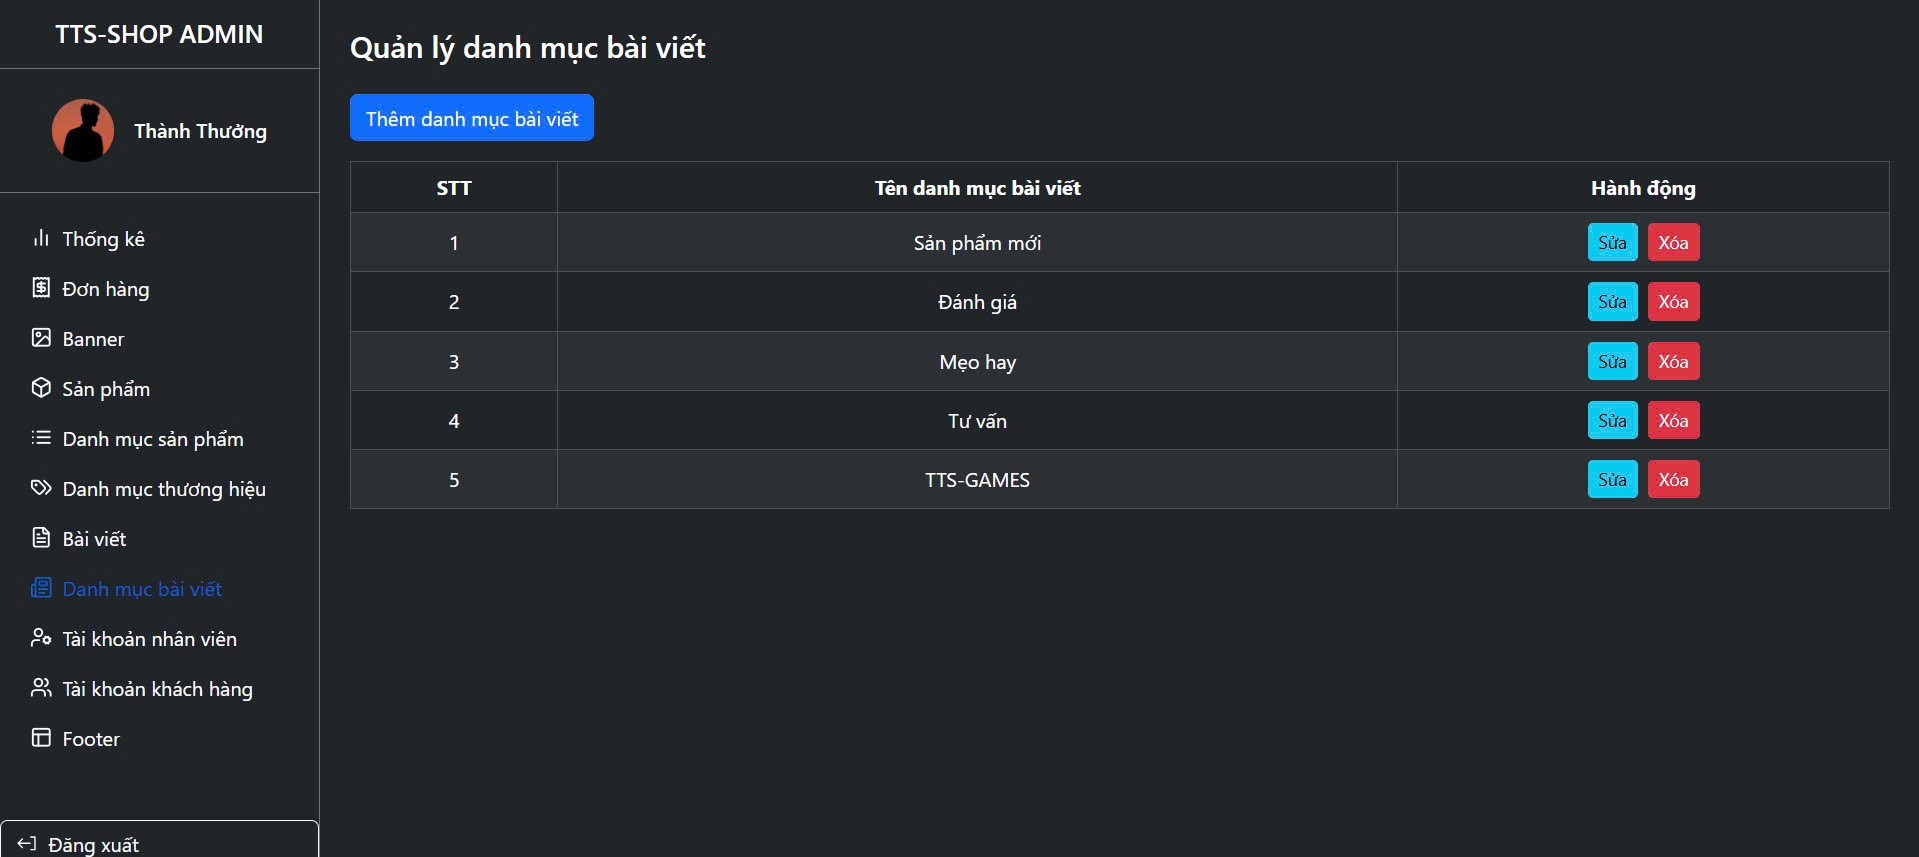 TTS-SHOP ADMIN
Thành Thưởng
Thống kê
Đơn hàng
Banner
Sản phẩm
Danh mục sản phẩm
Danh mục thương hiệu
Bài viết
Danh mục bài viết
Tài khoản nhân viên
Tài khoản khách hàng
Footer
Đăng xuất
Quản lý danh mục bài viết
Thêm danh mục bài viết
STT Tên danh mục bài viết Hành động
1 Sản phẩm mới Sửa Xóa
2 Đánh giá Sửa Xóa
3 Mẹo hay Sửa Xóa
4 Tư vấn Sửa Xóa
5 TTS-GAMES Sửa Xóa